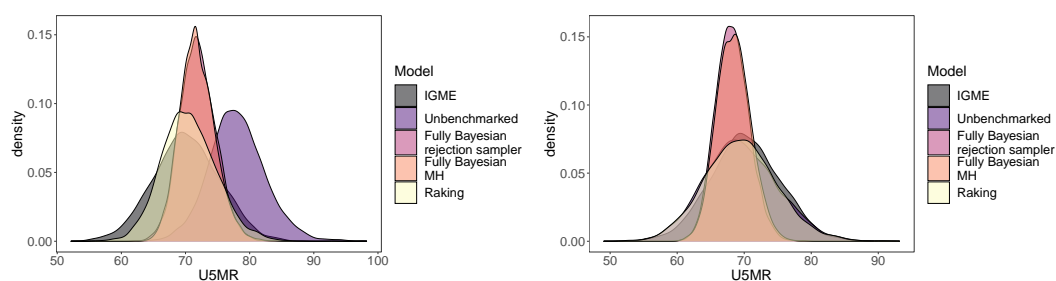 0.15
0.10
0.05
0.00
density
50
60
70
80
90
100
U5MR
Model
IGME
Unbenchmarked
Fully Bayesian
rejection sampler
Fully Bayesian
MH
Raking
0.15
0.10
0.05
0.00
density
50
60
70
80
90
U5MR
Model
IGME
Unbenchmarked
Fully Bayesian
rejection sampler
Fully Bayesian
MH
Raking